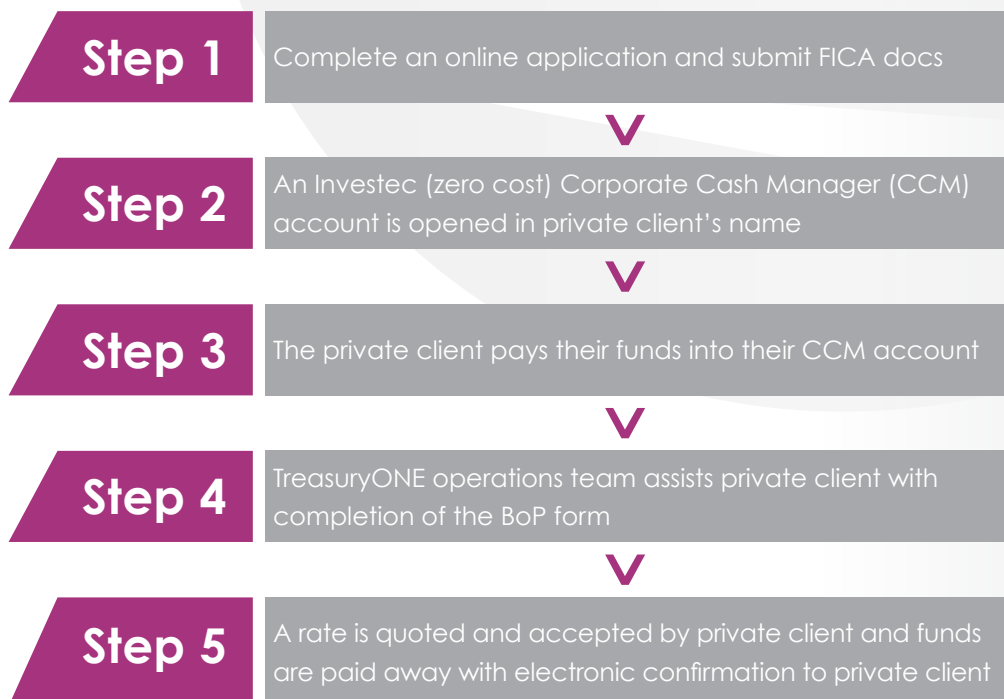 Step 1
Complete an online application and submit FICA docs
Step 2
An Investec (zero cost) Corporate Cash Manager (CCM)
account is opened in private client’s name
Step 3
The private client pays their funds into their CCM account
Step 4
TreasuryONE operations team assists private client with
completion of the BoP form
Step 5
A rate is quoted and accepted by private client and funds
are paid away with electronic confirmation to private client